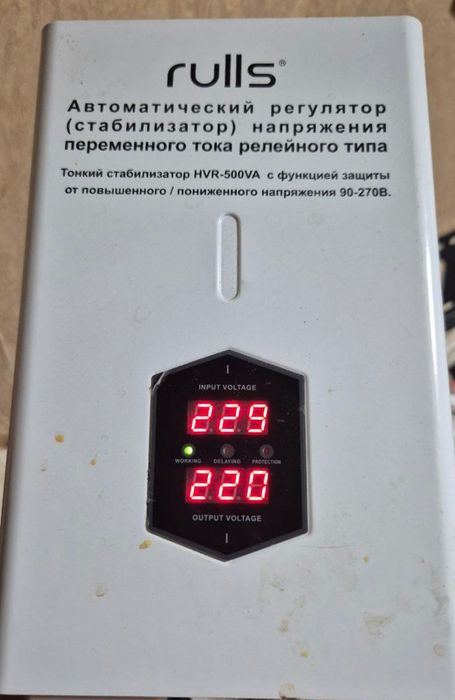 rulls®
Автоматический регулятор
(стабилизатор) напряжения
переменного тока релейного типа
Тонкий стабилизатор HVR-500VA с функцией защиты
от повышенного / пониженного напряжения 90-270В.
I
INPUT VOLTAGE
229
WORKING DELAYING PROTECTION
220
OUTPUT VOLTAGE
I